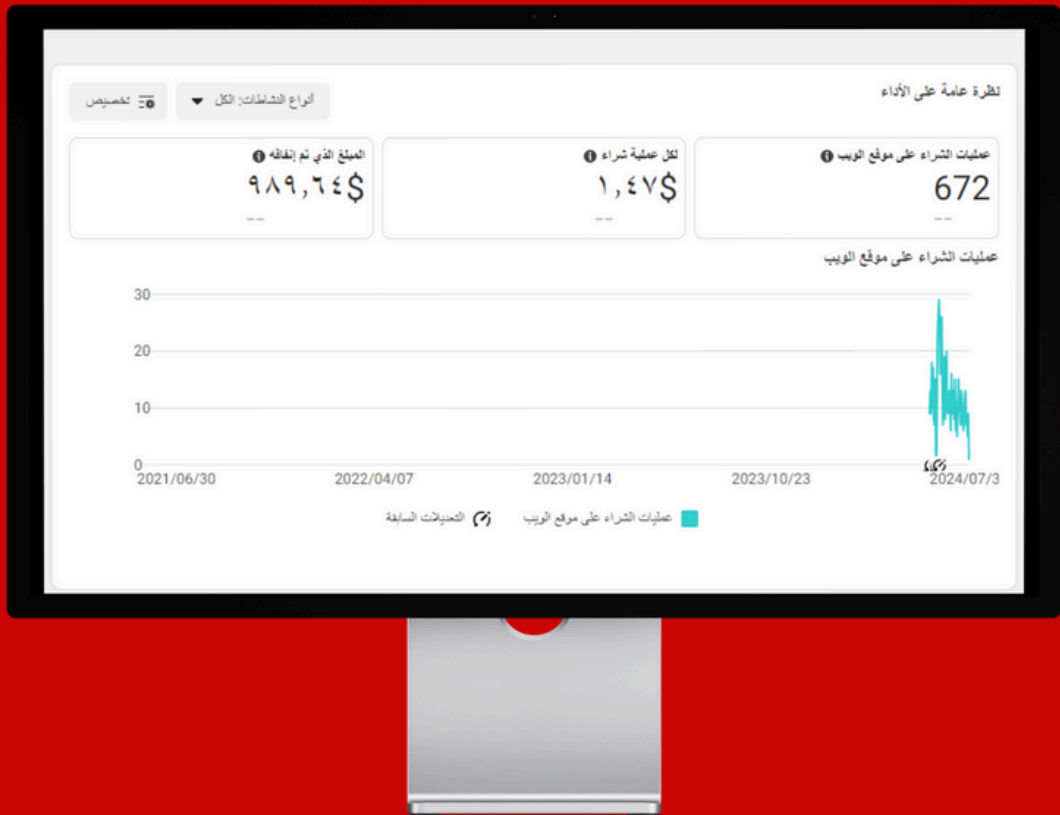 نظرة عامة على الأداء
أنواع النشاطات: الكل
تخصيص
عمليات الشراء على موقع الويب
672
--
لكل عملية شراء
١,٤٧$
--
المبلغ الذي تم إنفاقه
٩٨٩,٦٤$
--
عمليات الشراء على موقع الويب
30
20
10
0
2021/06/30
2022/04/07
2023/01/14
2023/10/23
2024/07/3
عمليات الشراء على موقع الويب
التعديلات السابقة